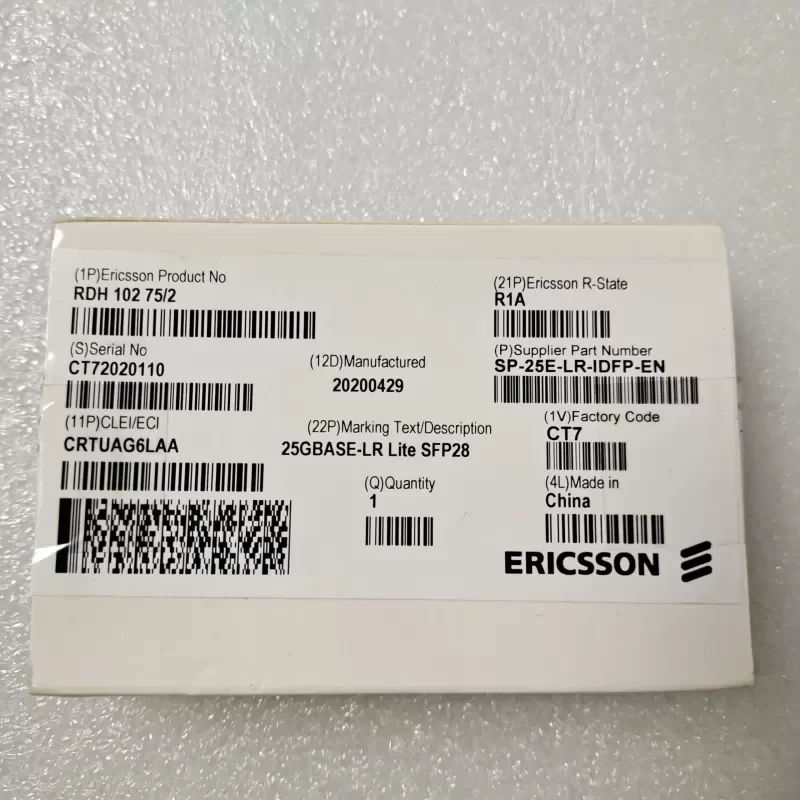 (1P)Ericsson Product No
RDH 102 75/2
(21P)Ericsson R-State
R1A
(S)Serial No
CT72020110
(12D)Manufactured
20200429
(P)Supplier Part Number
SP-25E-LR-IDFP-EN
(11P)CLEI/ECI
CRTUAG6LAA
(22P)Marking Text/Description
25GBASE-LR Lite SFP28
(1V)Factory Code
CT7
(Q)Quantity
1
(4L)Made in
China
ERICSSON